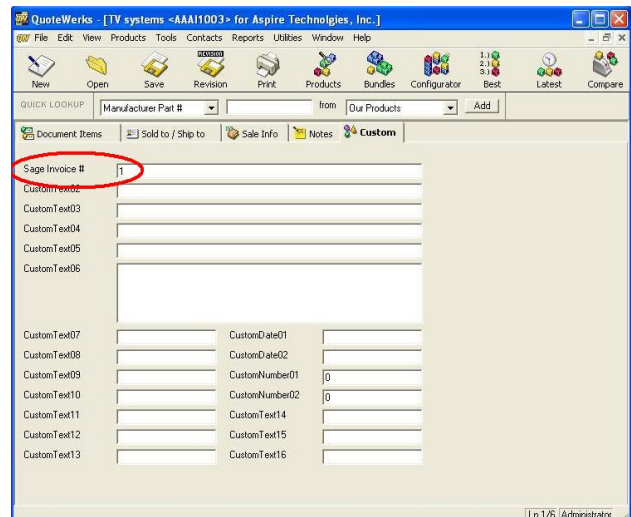 QuoteWerks - [TV systems <AAAI1003> for Aspire Technolgies, Inc.]
QW File Edit View Products Tools Contacts Reports Utilities Window Help
REVISION 1.) 2.) 3.)
New Open Save Revision Print Products Bundles Configurator Best Latest Compare
QUICK LOOKUP Manufacturer Part # from Our Products Add
Document Items Sold to / Ship to Sale Info Notes Custom
Sage Invoice # 1
CustomText02
CustomText03
CustomText04
CustomText05
CustomText06
CustomText07 CustomDate01
CustomText08 CustomDate02
CustomText09 CustomNumber01 0
CustomText10 CustomNumber02 0
CustomText11 CustomText14
CustomText12 CustomText15
CustomText13 CustomText16
Ln 1/6 Administrator